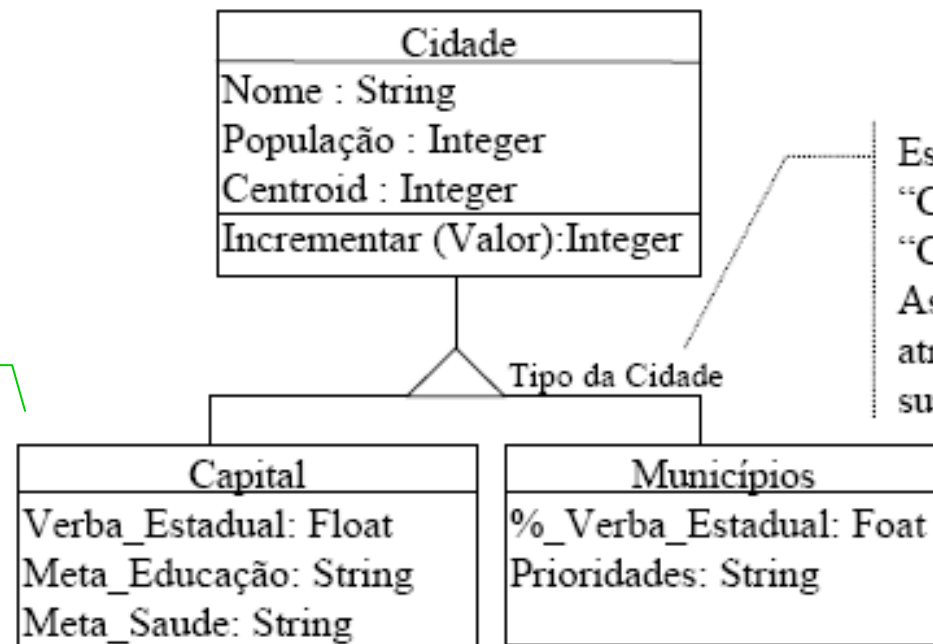 Cidade
Nome : String
Populaçào : Integer
Centroid : Integer
Incrementar (Valor):Integer
Tipo da Cidade
Capital
Verba_Estadual: Float
Meta_Educação: String
Meta_Saude: String
Municípios
%_Verba_Estadual: Foat
Prioridades: String